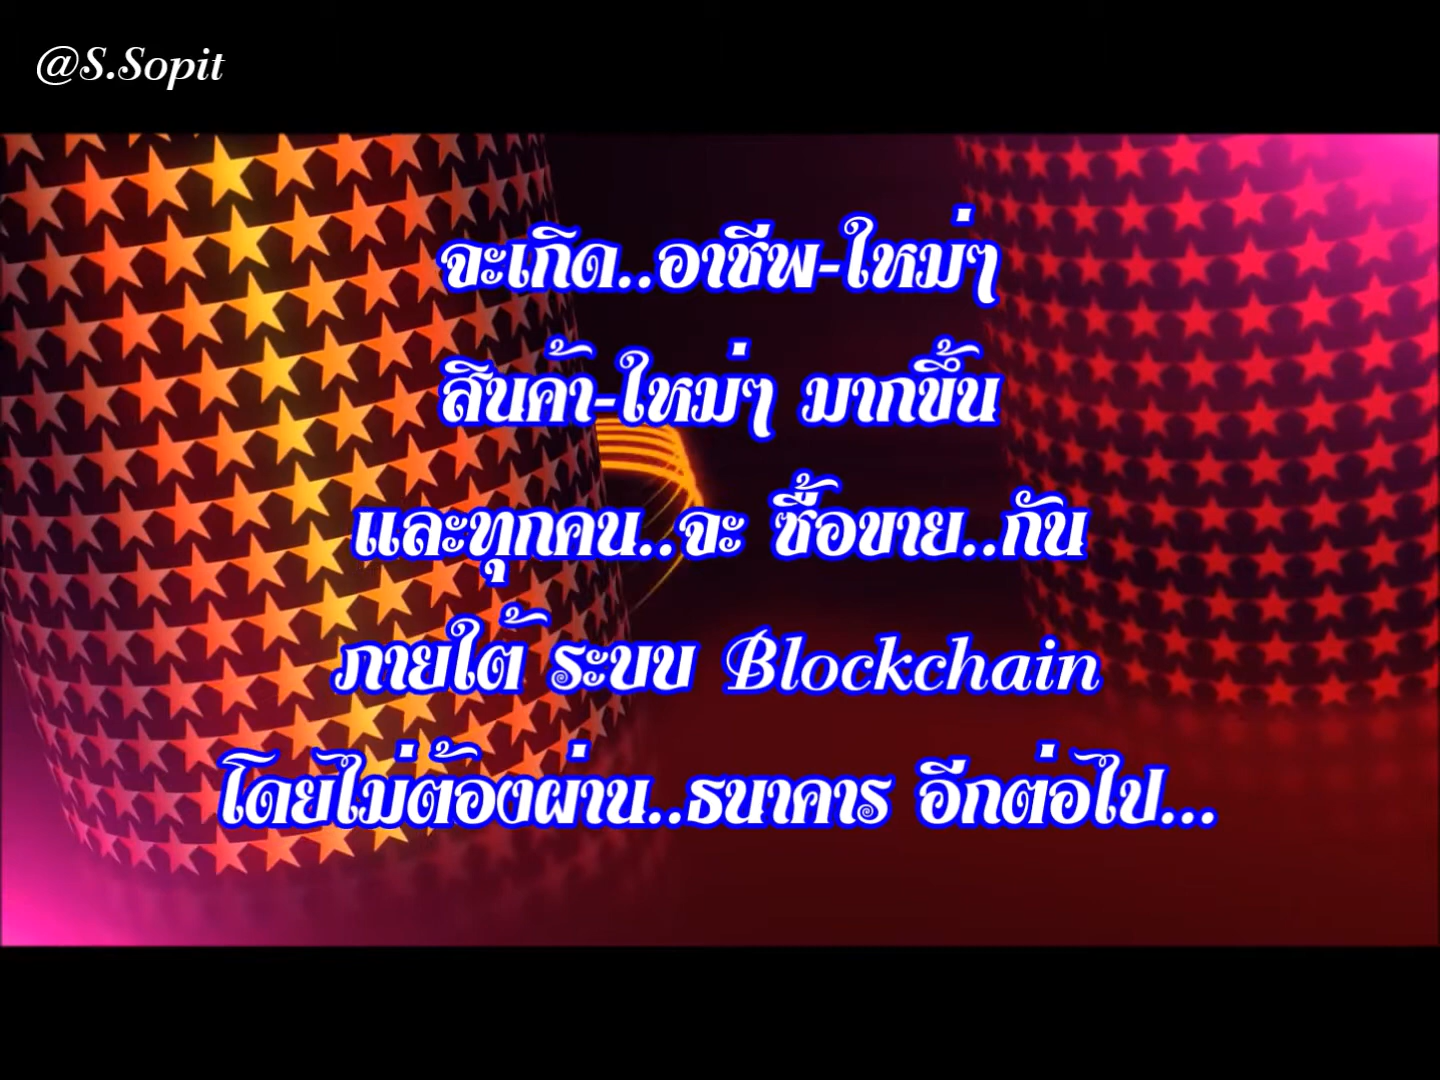 @S.Sopit
จะเกิด..อาชีพ-ใหม่ๆ
สินค้า-ใหม่ๆ มากขึ้น
และทุกคน..จะ ซื้อขาย..กัน
ภายใต้ ระบบ Blockchain
โดยไม่ต้องผ่าน..ธนาคาร อีกต่อไป...